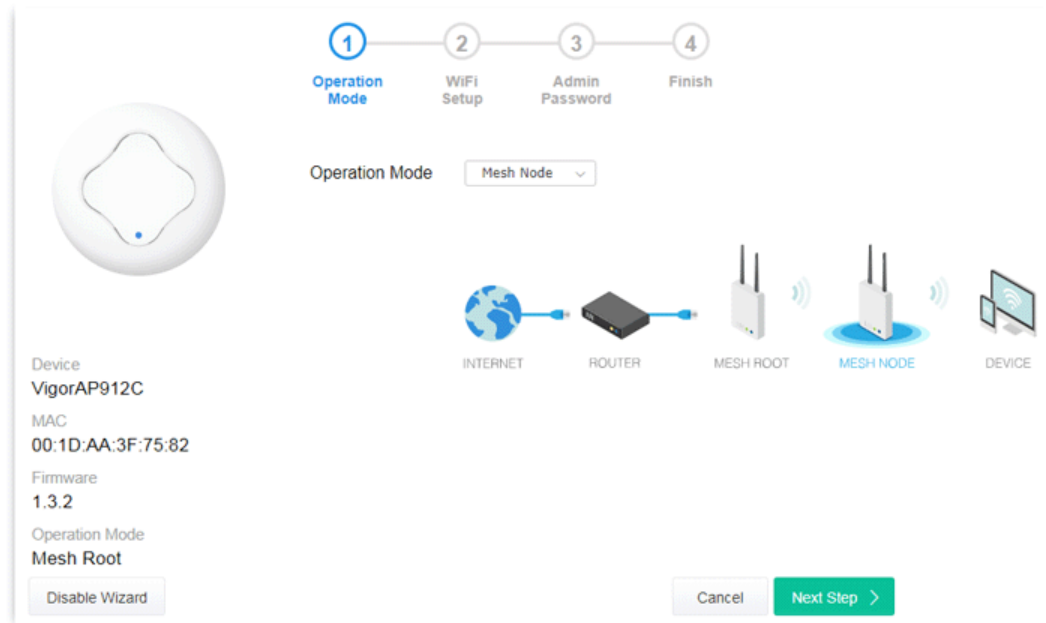 1
2
3
4
Operation
Mode
WiFi
Setup
Admin
Password
Finish
Operation Mode
Mesh Node
INTERNET
ROUTER
MESH ROOT
MESH NODE
DEVICE
Device
VigorAP912C
MAC
00:1D:AA:3F:75:82
Firmware
1.3.2
Operation Mode
Mesh Root
Disable Wizard
Cancel
Next Step